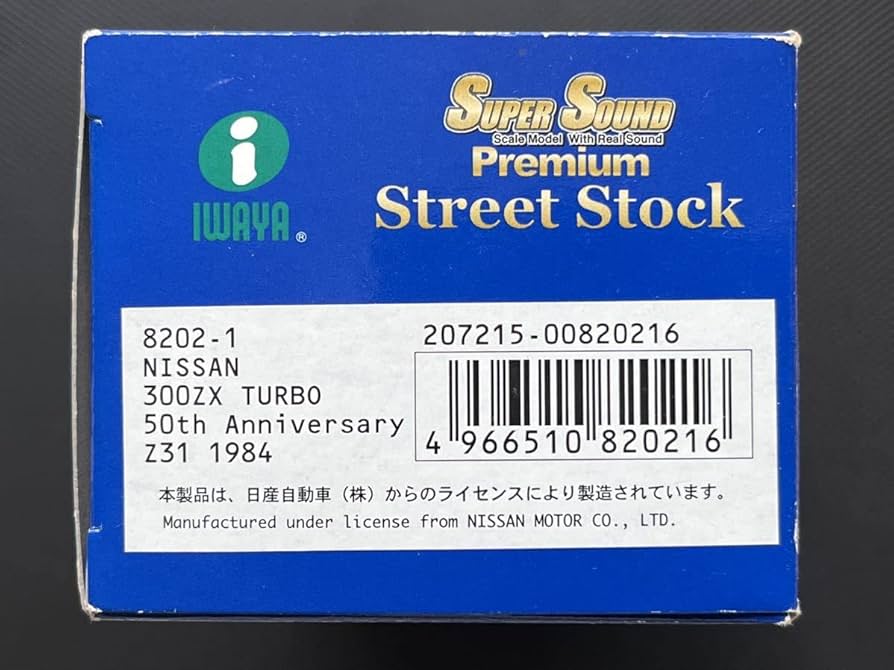 i
IWAYA ®
SUPER SOUND
Scale Model With Real Sound
Premium
Street Stock
8202-1
NISSAN
300ZX TURBO
50th Anniversary
Z31 1984
207215-00820216
4 966510 820216
本製品は、日産自動車（株）からのライセンスにより製造されています。
Manufactured under license from NISSAN MOTOR CO., LTD.